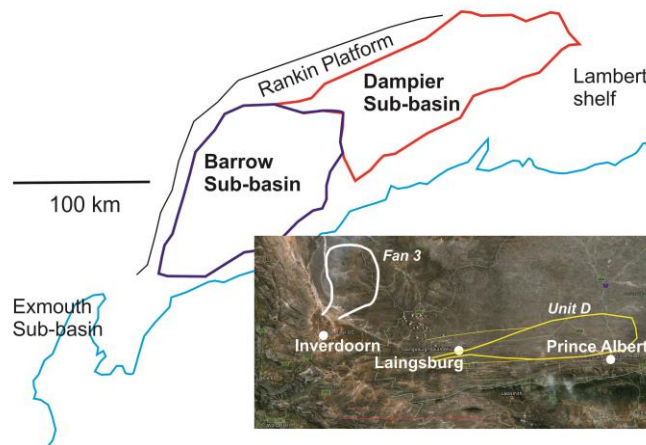 Rankin Platform
Dampier
Sub-basin
Lambert
shelf
Barrow
Sub-basin
100 km
Exmouth
Sub-basin
Fan 3
Unit D
Inverdoorn
Laingsburg
Prince Albert